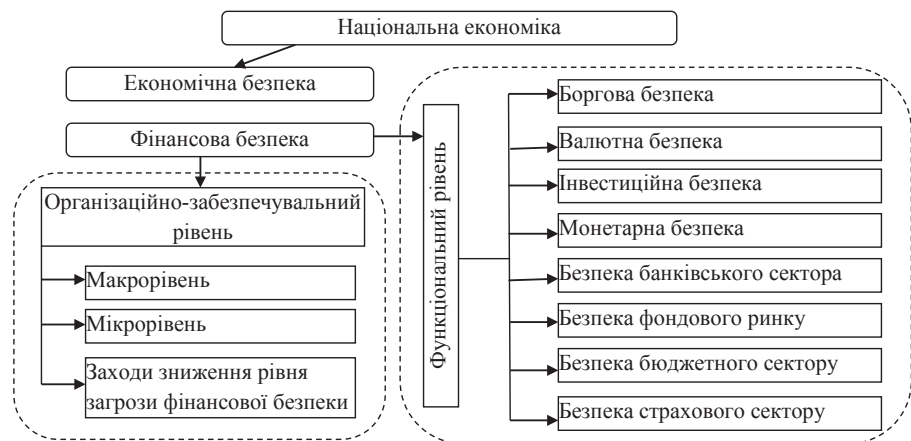 Національна економіка
Економічна безпека
Фінансова безпека
Організаційно-забезпечувальний
рівень
Макрорівень
Мікрорівень
Заходи зниження рівня
загрози фінансової безпеки
Функціональний рівень
Боргова безпека
Валютна безпека
Інвестиційна безпека
Монетарна безпека
Безпека банківського сектора
Безпека фондового ринку
Безпека бюджетного сектору
Безпека страхового сектору